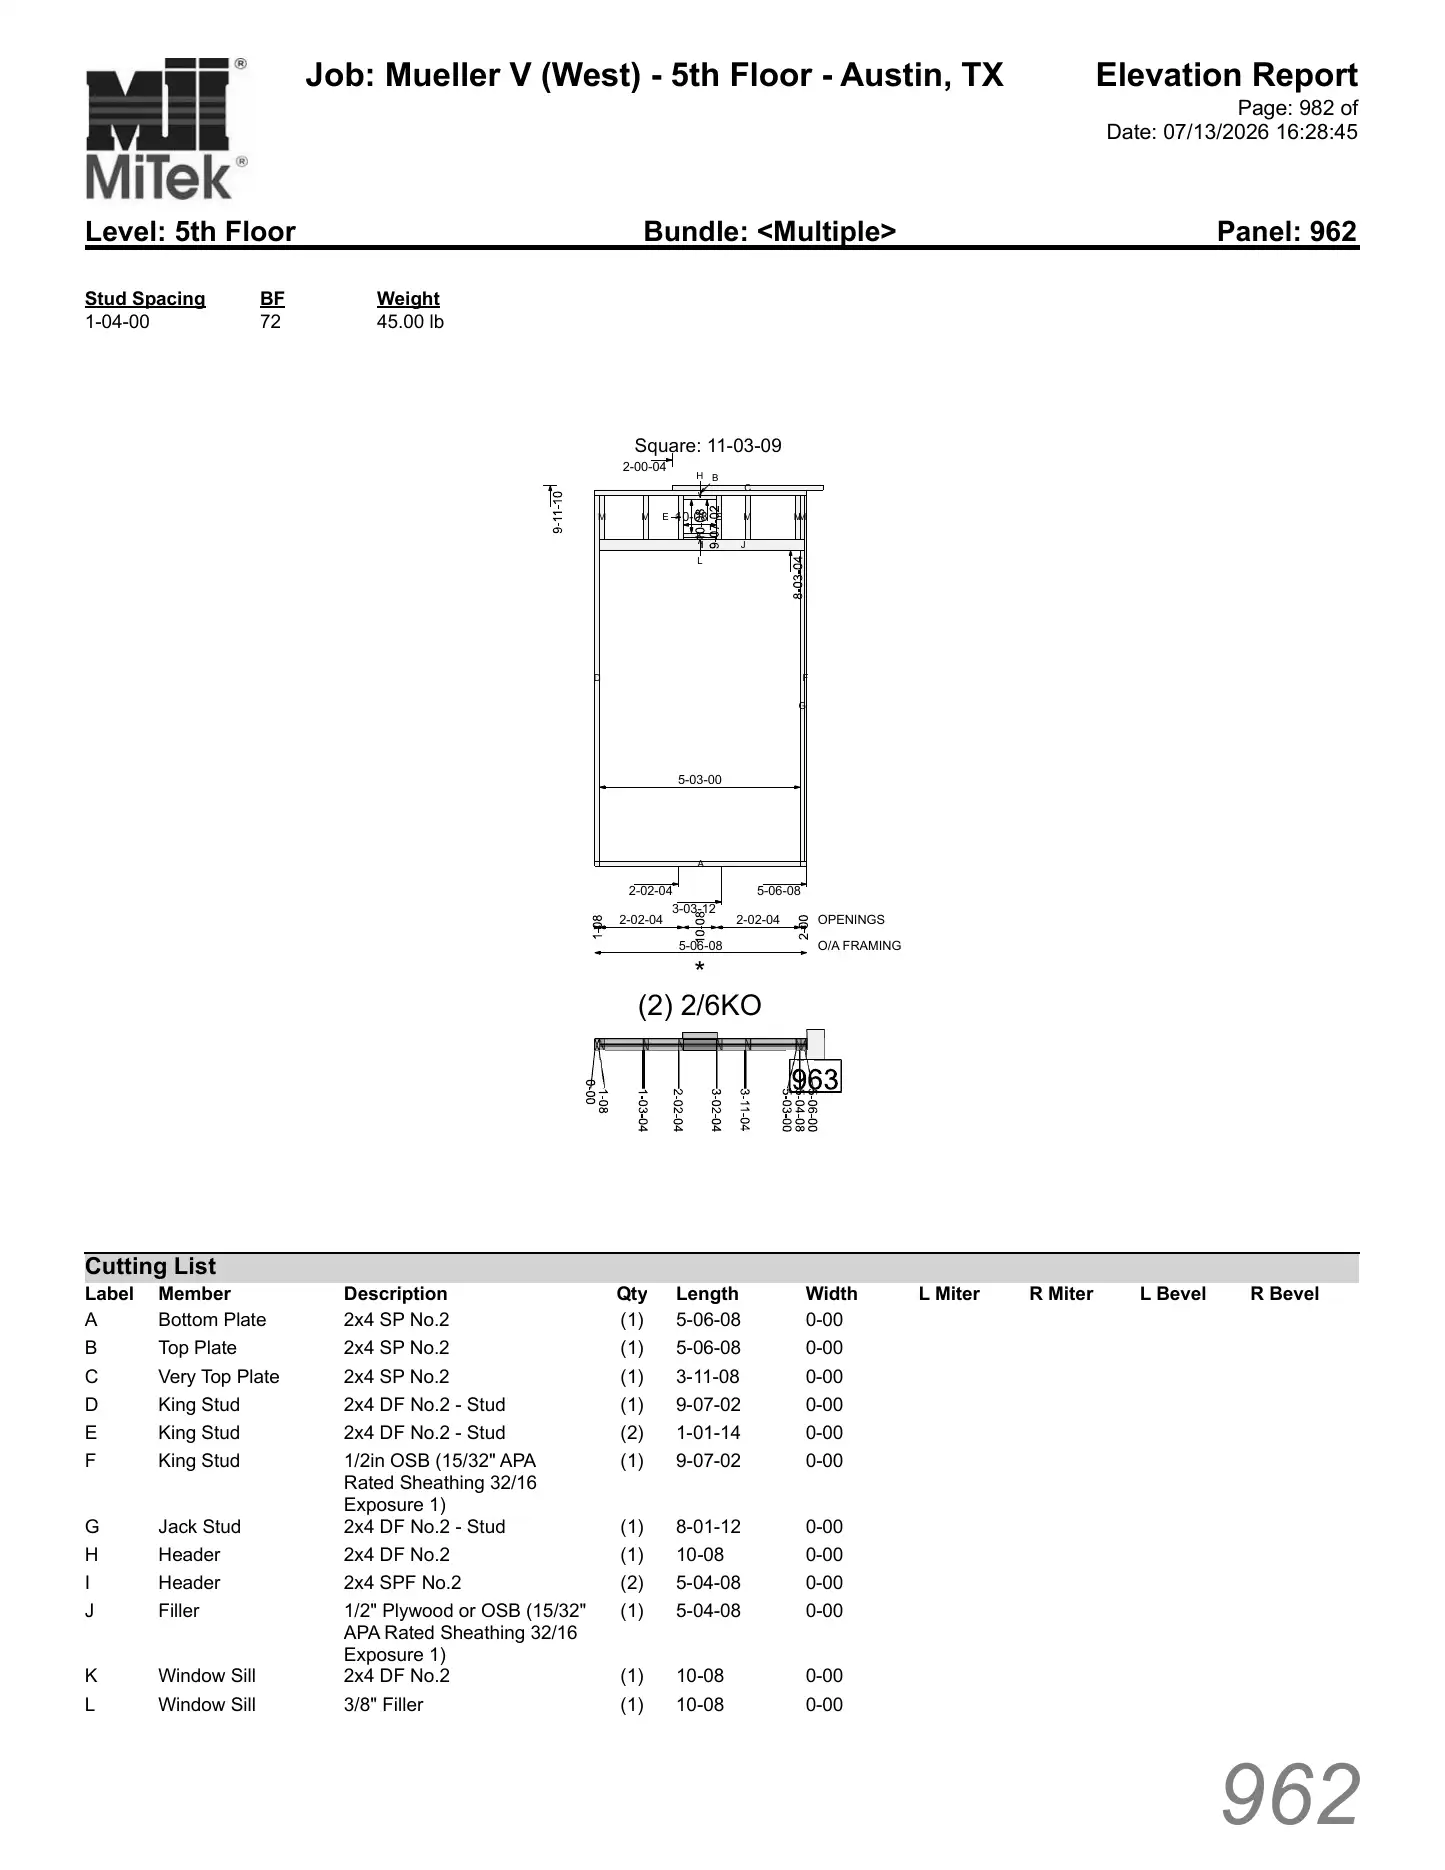 MiTek®
Job: Mueller V (West) - 5th Floor - Austin, TX
Elevation Report
Page: 982 of
Date: 07/13/2026 16:28:45
Level: 5th Floor Bundle: <Multiple> Panel: 962
Stud Spacing BF Weight
1-04-00 72 45.00 lb
Square: 11-03-09
2-00-04
H B
C
9-11-10
M M E M M
9-07-02
J
L
8-03-04
D F
G
5-03-00
A
2-02-04 5-06-08
3-03-12
1-08 2-02-04 10-08 2-02-04 2-00 OPENINGS
5-06-08 O/A FRAMING
*
(2) 2/6KO
963
0-00 1-08 1-03-04 2-02-04 3-02-04 3-11-04 5-03-00 5-04-08 5-06-00
Cutting List
Label Member Description Qty Length Width L Miter R Miter L Bevel R Bevel
A Bottom Plate 2x4 SP No.2 (1) 5-06-08 0-00
B Top Plate 2x4 SP No.2 (1) 5-06-08 0-00
C Very Top Plate 2x4 SP No.2 (1) 3-11-08 0-00
D King Stud 2x4 DF No.2 - Stud (1) 9-07-02 0-00
E King Stud 2x4 DF No.2 - Stud (2) 1-01-14 0-00
F King Stud 1/2in OSB (15/32" APA (1) 9-07-02 0-00
Rated Sheathing 32/16
Exposure 1)
G Jack Stud 2x4 DF No.2 - Stud (1) 8-01-12 0-00
H Header 2x4 DF No.2 (1) 10-08 0-00
I Header 2x4 SPF No.2 (2) 5-04-08 0-00
J Filler 1/2" Plywood or OSB (15/32" (1) 5-04-08 0-00
APA Rated Sheathing 32/16
Exposure 1)
K Window Sill 2x4 DF No.2 (1) 10-08 0-00
L Window Sill 3/8" Filler (1) 10-08 0-00
962